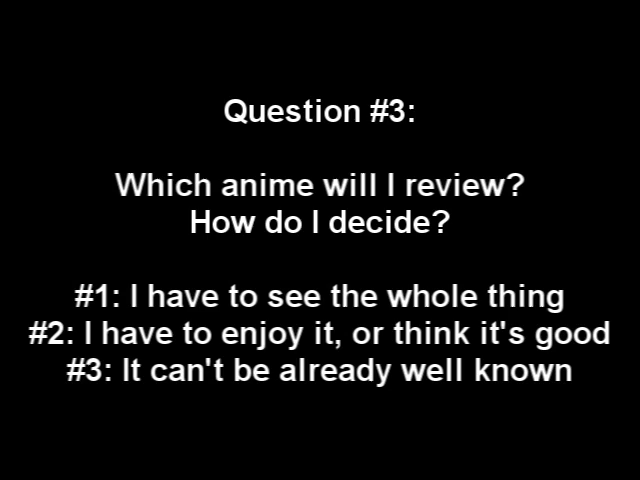 Question #3:
Which anime will I review?
How do I decide?
#1: I have to see the whole thing
#2: I have to enjoy it, or think it's good
#3: It can't be already well known